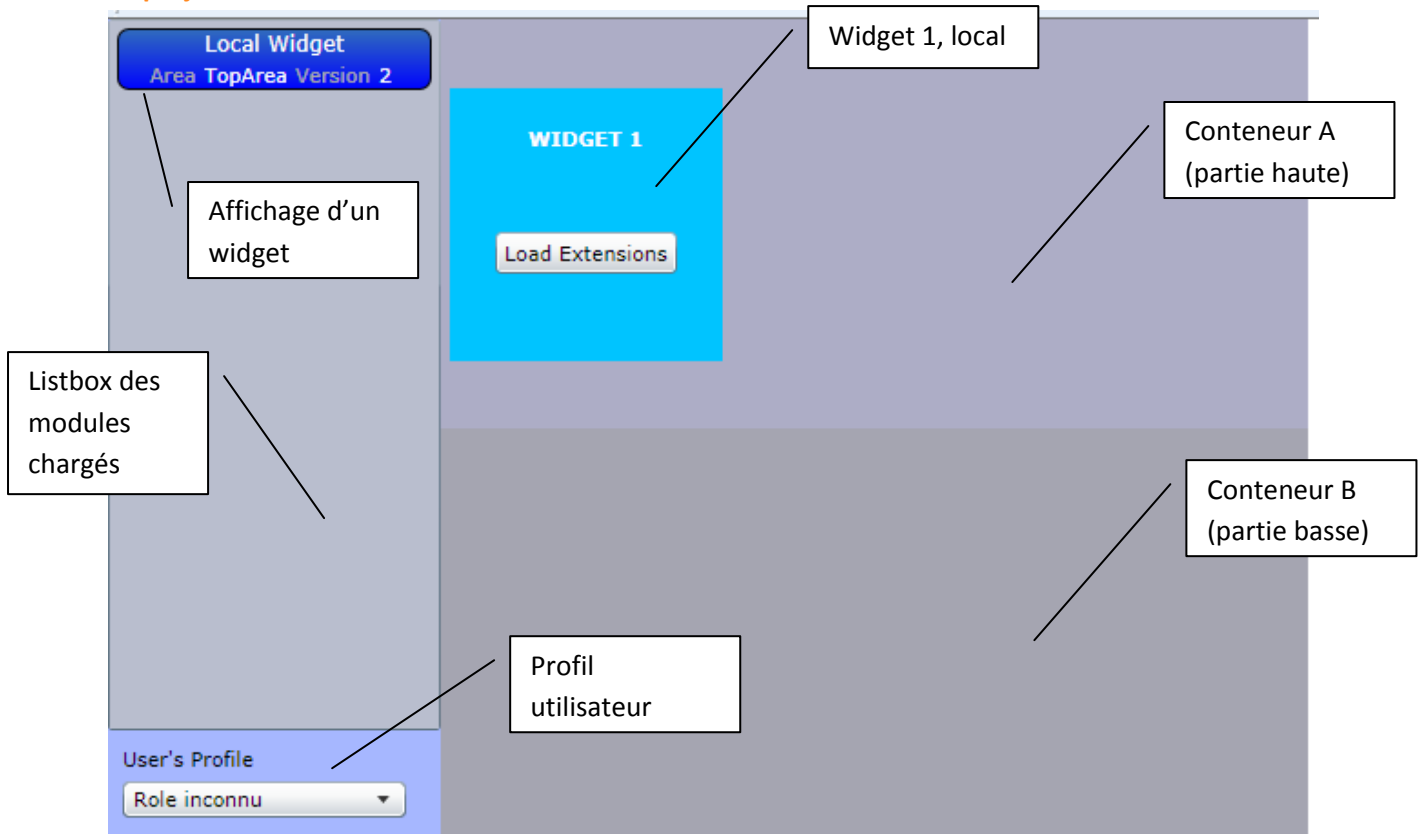 Local Widget
Area TopArea Version 2
Widget 1, local
WIDGET 1
Conteneur A
(partie haute)
Affichage d’un
widget
Load Extensions
Listbox des
modules
chargés
Conteneur B
(partie basse)
Profil
utilisateur
User's Profile
Role inconnu